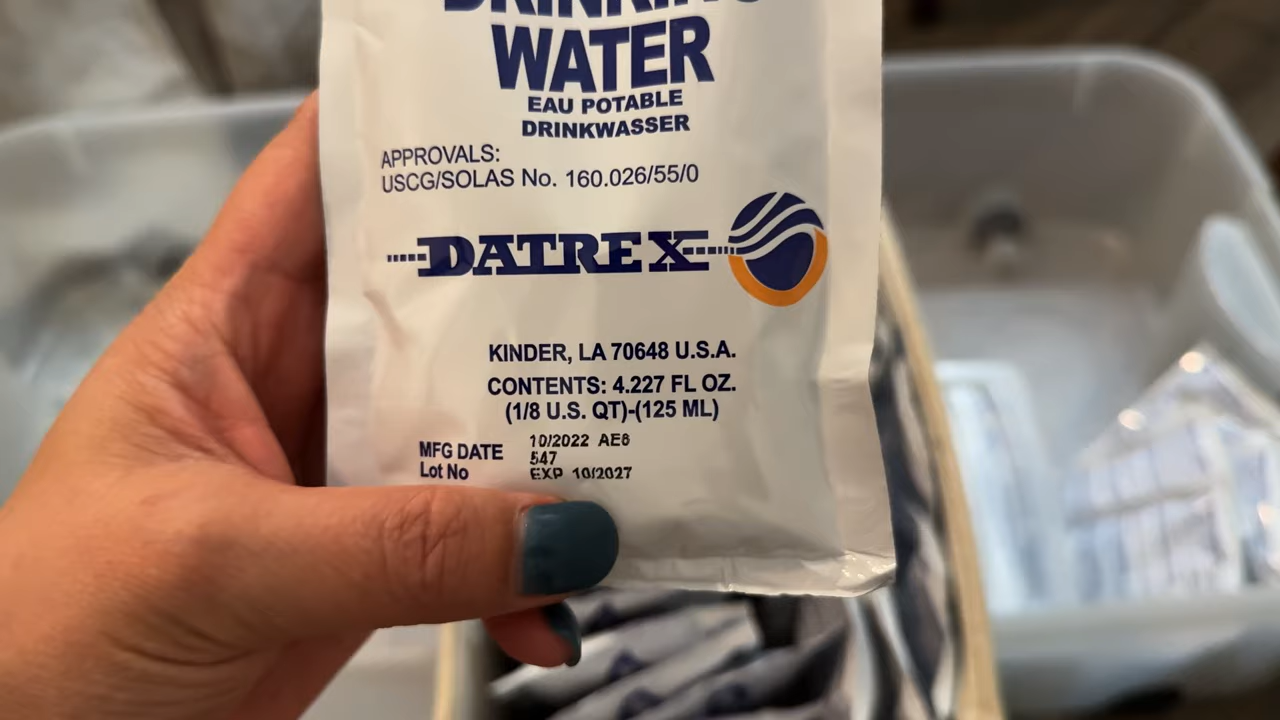 DRINKING
WATER
EAU POTABLE
DRINKWASSER
APPROVALS:
USCG/SOLAS No. 160.026/55/0
DATREX
KINDER, LA 70648 U.S.A.
CONTENTS: 4.227 FL OZ.
(1/8 U.S. QT)-(125 ML)
MFG DATE 10/2022 AE6
Lot No 547
EXP 10/2027